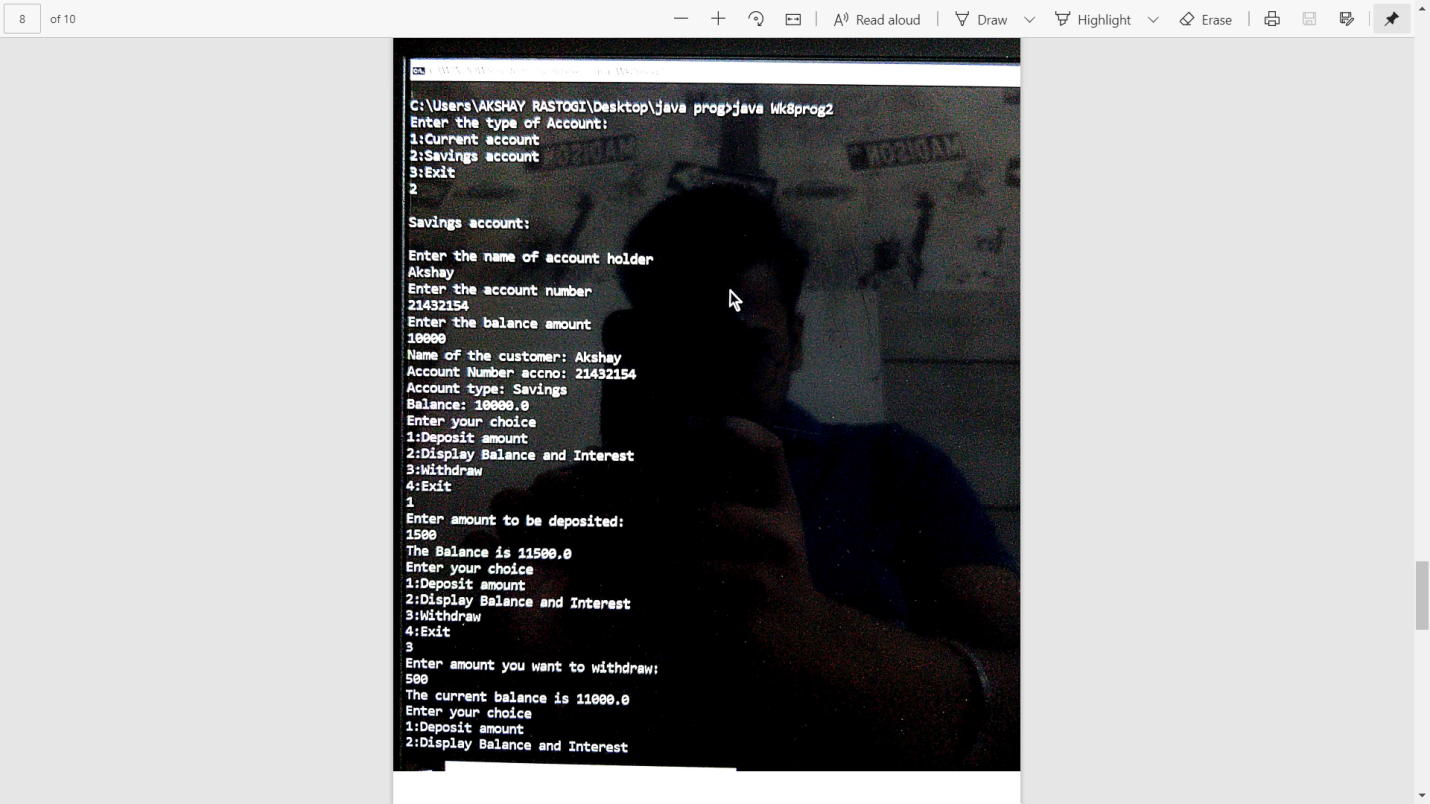 8 of 10 Read aloud Draw Highlight Erase
C:\Users\AKSHAY RASTOGI\Desktop\java prog>java Wk8prog2
Enter the type of Account:
1:Current account
2:Savings account
3:Exit
2
Savings account:
Enter the name of account holder
Akshay
Enter the account number
21432154
Enter the balance amount
10000
Name of the customer: Akshay
Account Number accno: 21432154
Account type: Savings
Balance: 10000.0
Enter your choice
1:Deposit amount
2:Display Balance and Interest
3:Withdraw
4:Exit
1
Enter amount to be deposited:
1500
The Balance is 11500.0
Enter your choice
1:Deposit amount
2:Display Balance and Interest
3:Withdraw
4:Exit
3
Enter amount you want to withdraw:
500
The current balance is 11000.0
Enter your choice
1:Deposit amount
2:Display Balance and Interest